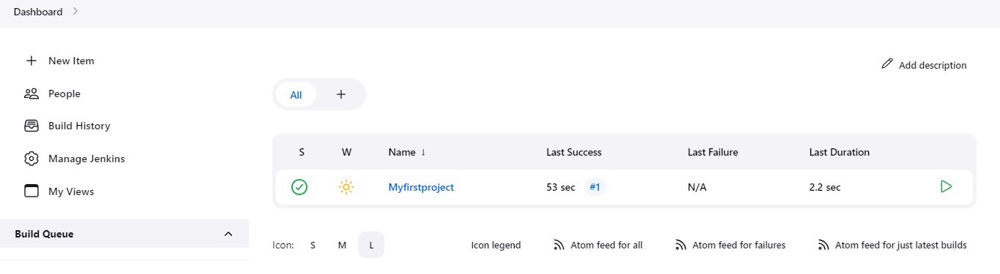 Dashboard
New Item
People
Build History
Manage Jenkins
My Views
Build Queue
Add description
All
S W Name ↓ Last Success Last Failure Last Duration
Myfirstproject 53 sec #1 N/A 2.2 sec
Icon: S M L Icon legend Atom feed for all Atom feed for failures Atom feed for just latest builds